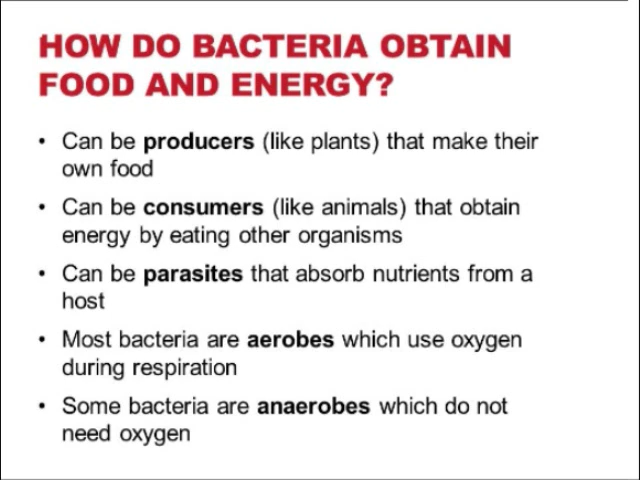 HOW DO BACTERIA OBTAIN
FOOD AND ENERGY?
• Can be producers (like plants) that make their
own food
• Can be consumers (like animals) that obtain
energy by eating other organisms
• Can be parasites that absorb nutrients from a
host
• Most bacteria are aerobes which use oxygen
during respiration
• Some bacteria are anaerobes which do not
need oxygen